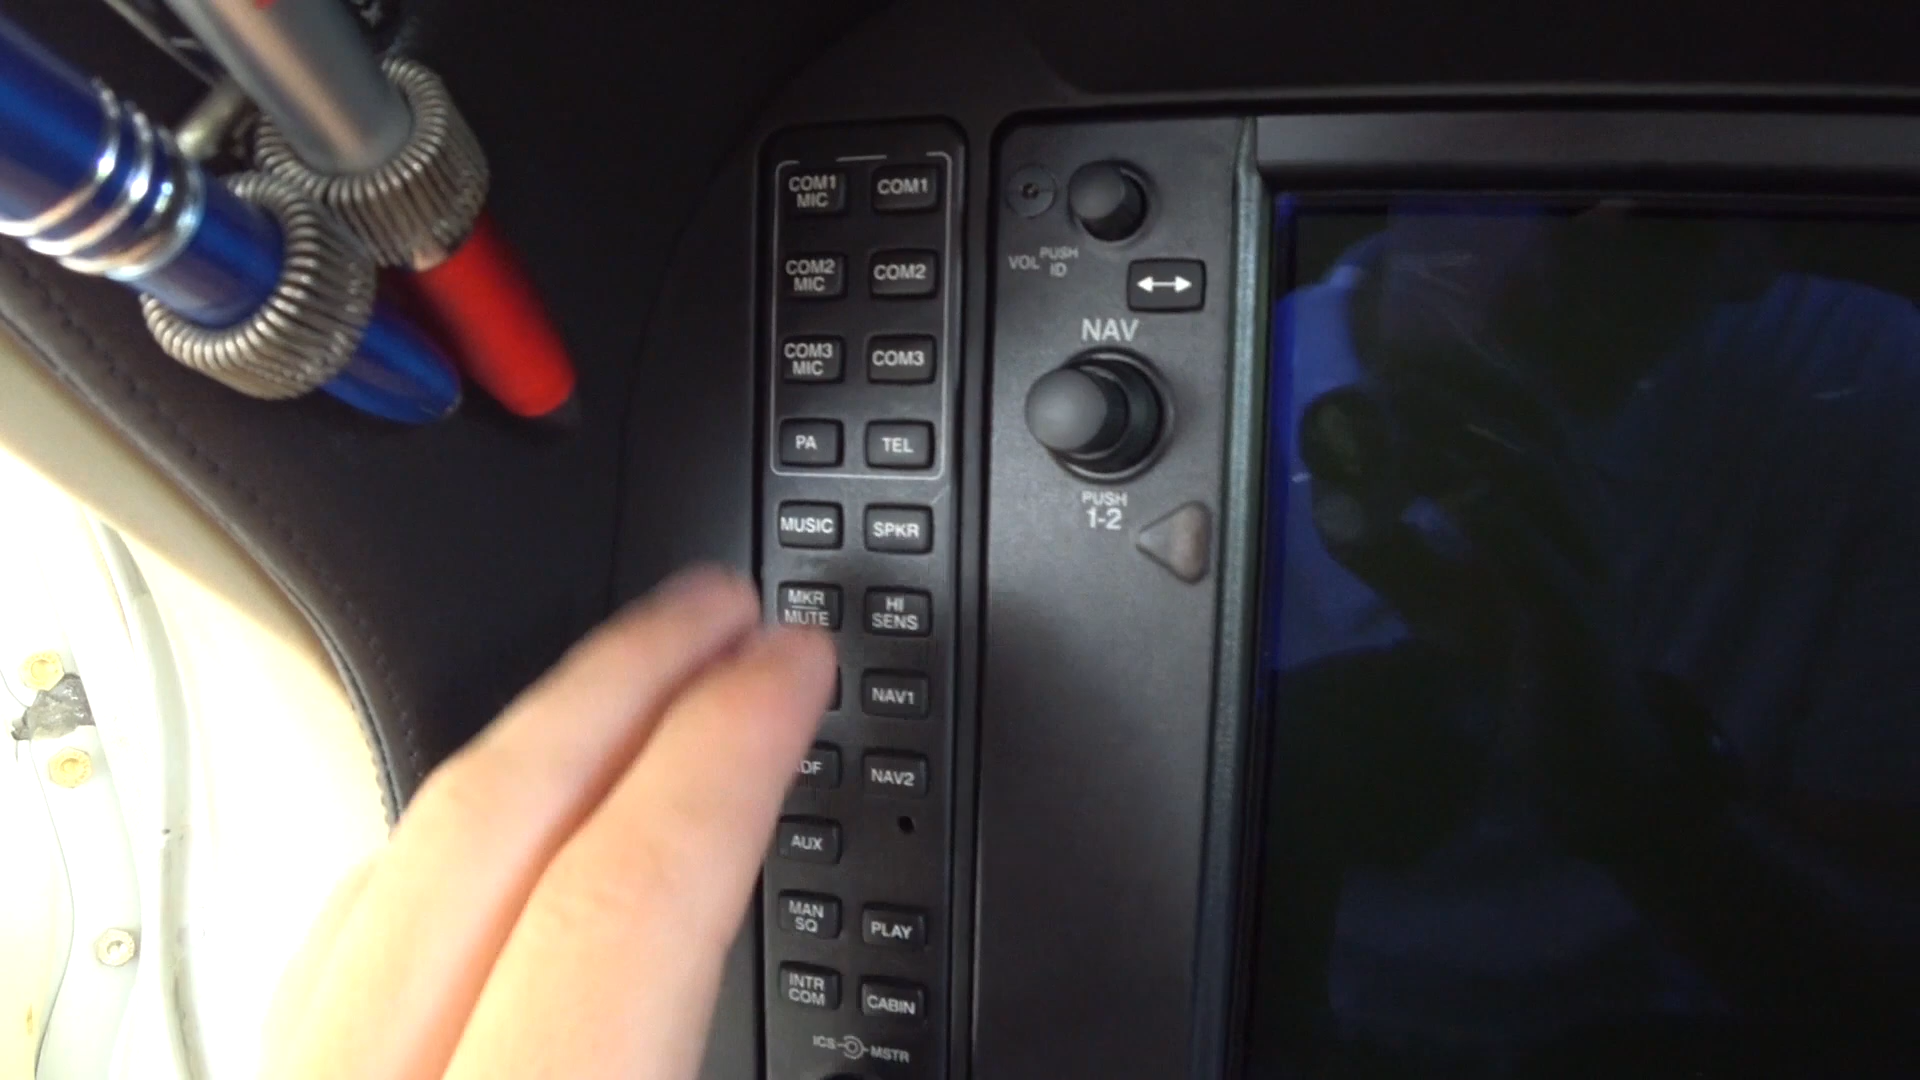 COM1
MIC
COM1
COM2
MIC
COM2
COM3
MIC
COM3
PA
TEL
MUSIC
SPKR
MKR
MUTE
HI
SENS
NAV1
NAV2
AUX
MAN
SQ
PLAY
INTR
COM
CABIN
ICS
MSTR
VOL
PUSH
ID
NAV
PUSH
1-2